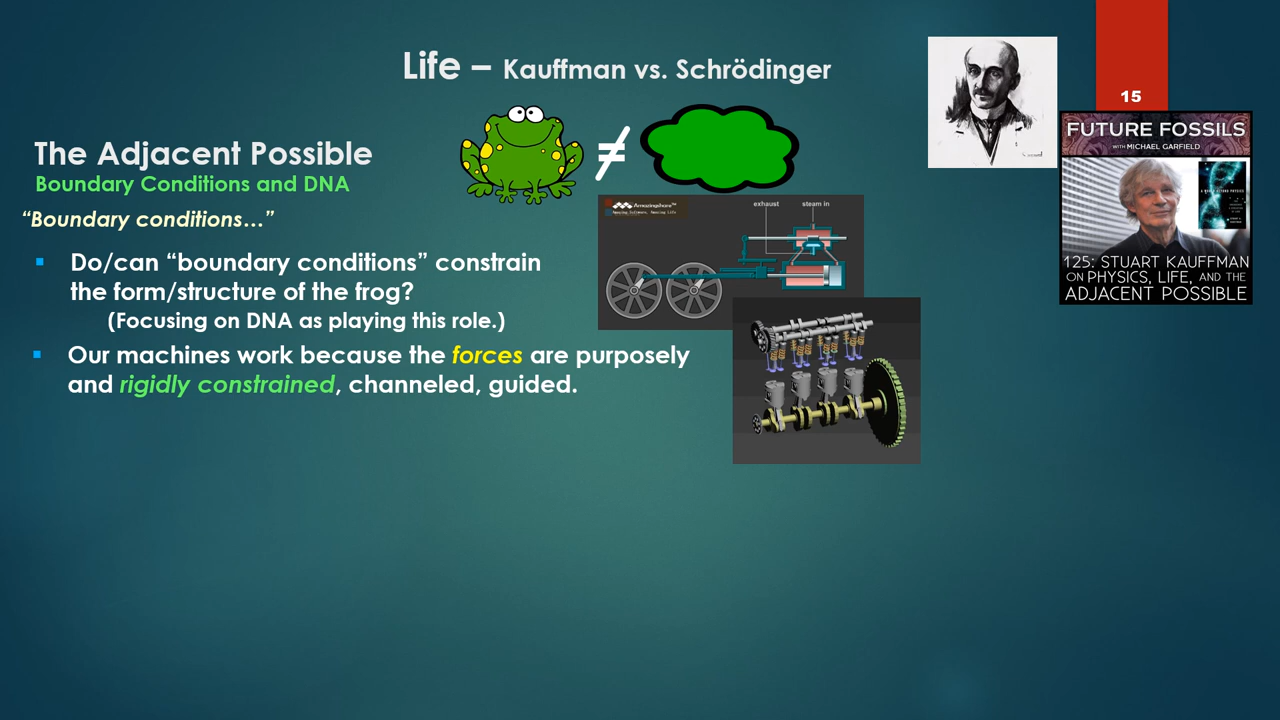 Life – Kauffman vs. Schrödinger
15
FUTURE FOSSILS
WITH MICHAEL GARFIELD
125: STUART KAUFFMAN
ON PHYSICS, LIFE, AND THE
ADJACENT POSSIBLE
≠
The Adjacent Possible
Boundary Conditions and DNA
“Boundary conditions…”
▪ Do/can “boundary conditions” constrain
the form/structure of the frog?
(Focusing on DNA as playing this role.)
▪ Our machines work because the forces are purposely
and rigidly constrained, channeled, guided.
Amazingshare™
exhaust steam in